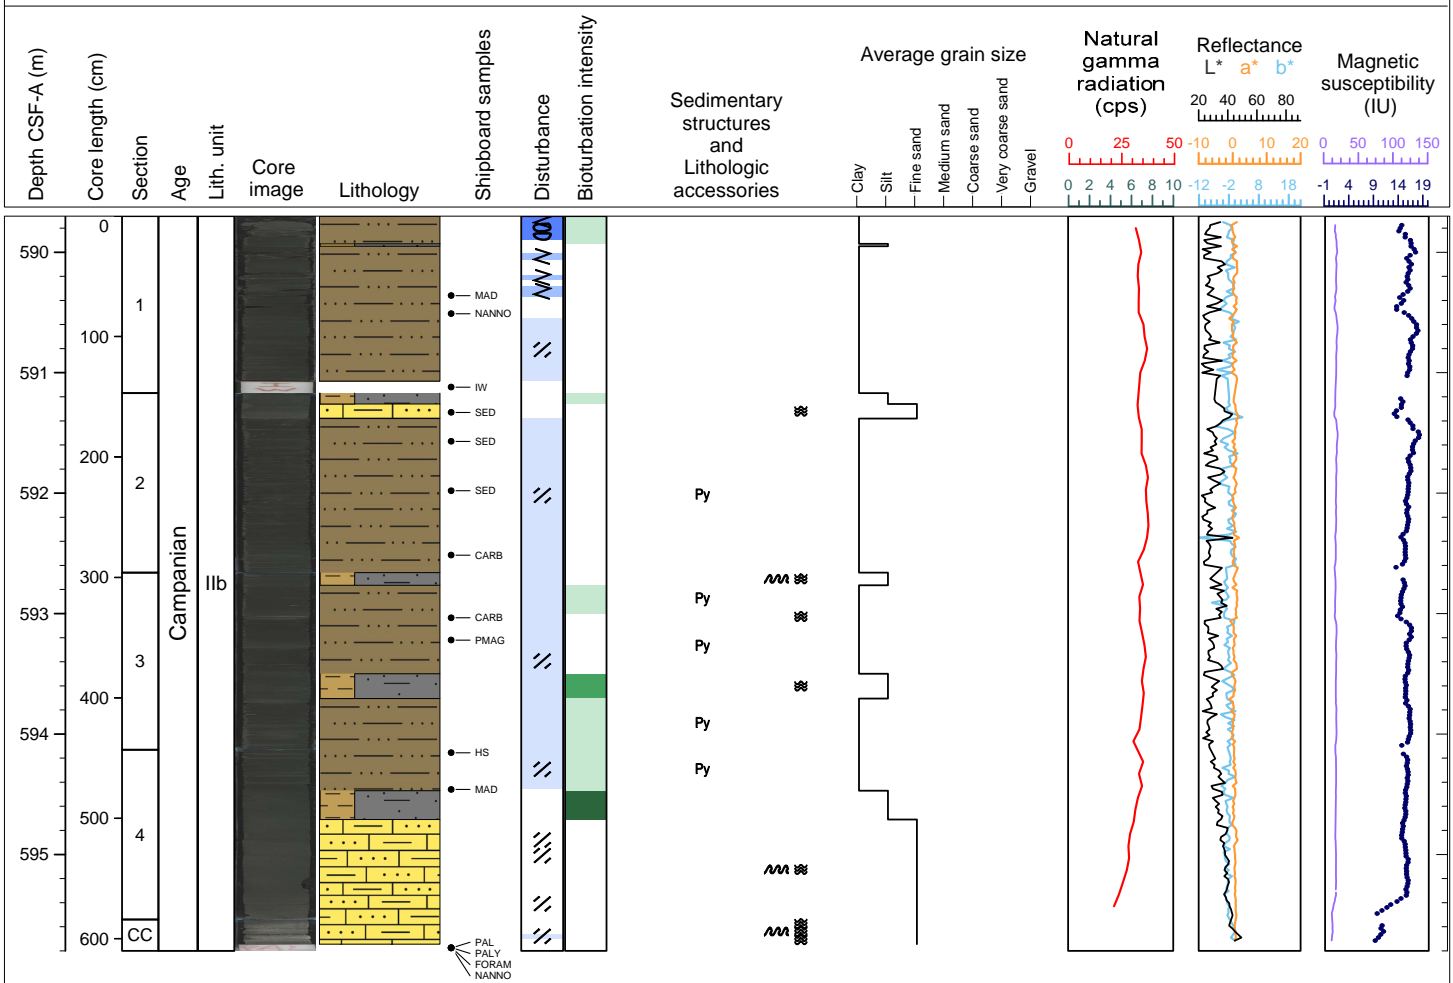 Depth CSF-A (m)
Core length (cm)
Section
Age
Lith. unit
Core
image
Lithology
Shipboard samples
Disturbance
Bioturbation intensity
Sedimentary
structures
and
Lithologic
accessories
Average grain size
Clay
Silt
Fine sand
Medium sand
Coarse sand
Very coarse sand
Gravel
Natural
gamma
radiation
(cps)
0 25 50
0 2 4 6 8 10
Reflectance
L* a* b*
20 40 60 80
-10 0 10 20
-12 -2 8 18
Magnetic
susceptibility
(IU)
0 50 100 150
-1 4 9 14 19
590
591
592
593
594
595
0
100
200
300
400
500
600
1
2
3
4
CC
Campanian
IIb
MAD
NANNO
IW
SED
SED
SED
CARB
CARB
PMAG
HS
MAD
PAL
PALY
FORAM
NANNO
Py
Py
Py
Py
Py